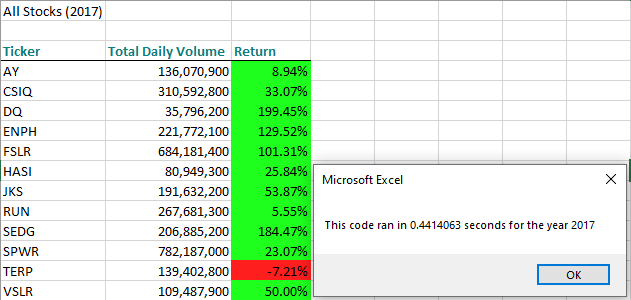 All Stocks (2017)
Ticker Total Daily Volume Return
AY 136,070,900 8.94%
CSIQ 310,592,800 33.07%
DQ 35,796,200 199.45%
ENPH 221,772,100 129.52%
FSLR 684,181,400 101.31%
HASI 80,949,300 25.84%
JKS 191,632,200 53.87%
RUN 267,681,300 5.55%
SEDG 206,885,200 184.47%
SPWR 782,187,000 23.07%
TERP 139,402,800 -7.21%
VSLR 109,487,900 50.00%
Microsoft Excel
This code ran in 0.4414063 seconds for the year 2017
OK